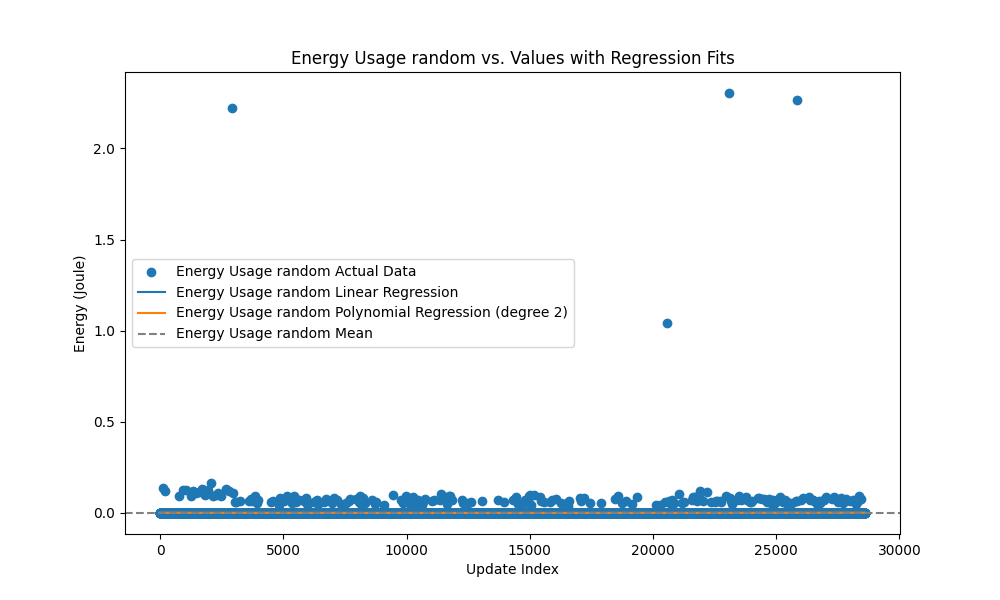 Energy Usage random vs. Values with Regression Fits
Energy (Joule)
2.0
1.5
1.0
0.5
0.0
Energy Usage random Actual Data
Energy Usage random Linear Regression
Energy Usage random Polynomial Regression (degree 2)
Energy Usage random Mean
0 5000 10000 15000 20000 25000 30000
Update Index